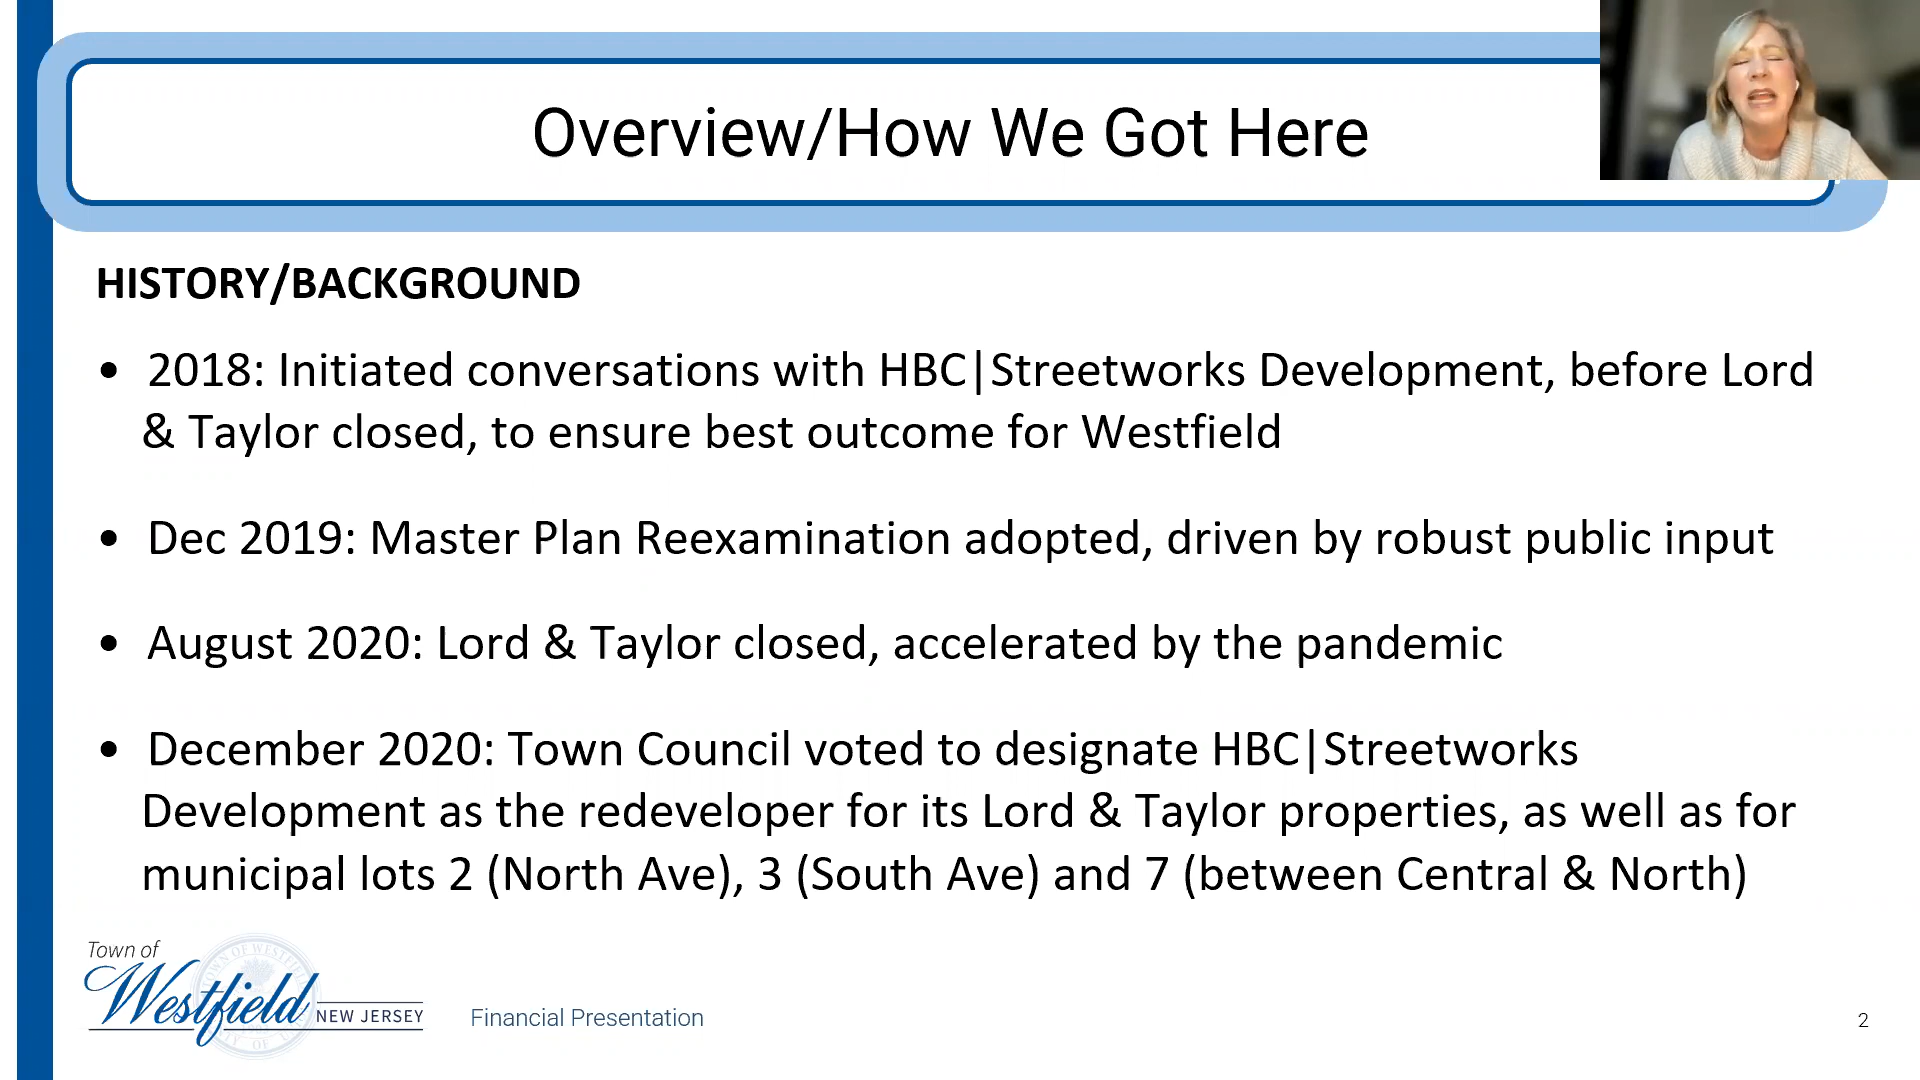 Overview/How We Got Here
HISTORY/BACKGROUND
• 2018: Initiated conversations with HBC|Streetworks Development, before Lord
& Taylor closed, to ensure best outcome for Westfield
• Dec 2019: Master Plan Reexamination adopted, driven by robust public input
• August 2020: Lord & Taylor closed, accelerated by the pandemic
• December 2020: Town Council voted to designate HBC|Streetworks
Development as the redeveloper for its Lord & Taylor properties, as well as for
municipal lots 2 (North Ave), 3 (South Ave) and 7 (between Central & North)
Town of
Westfield
NEW JERSEY
Financial Presentation
2